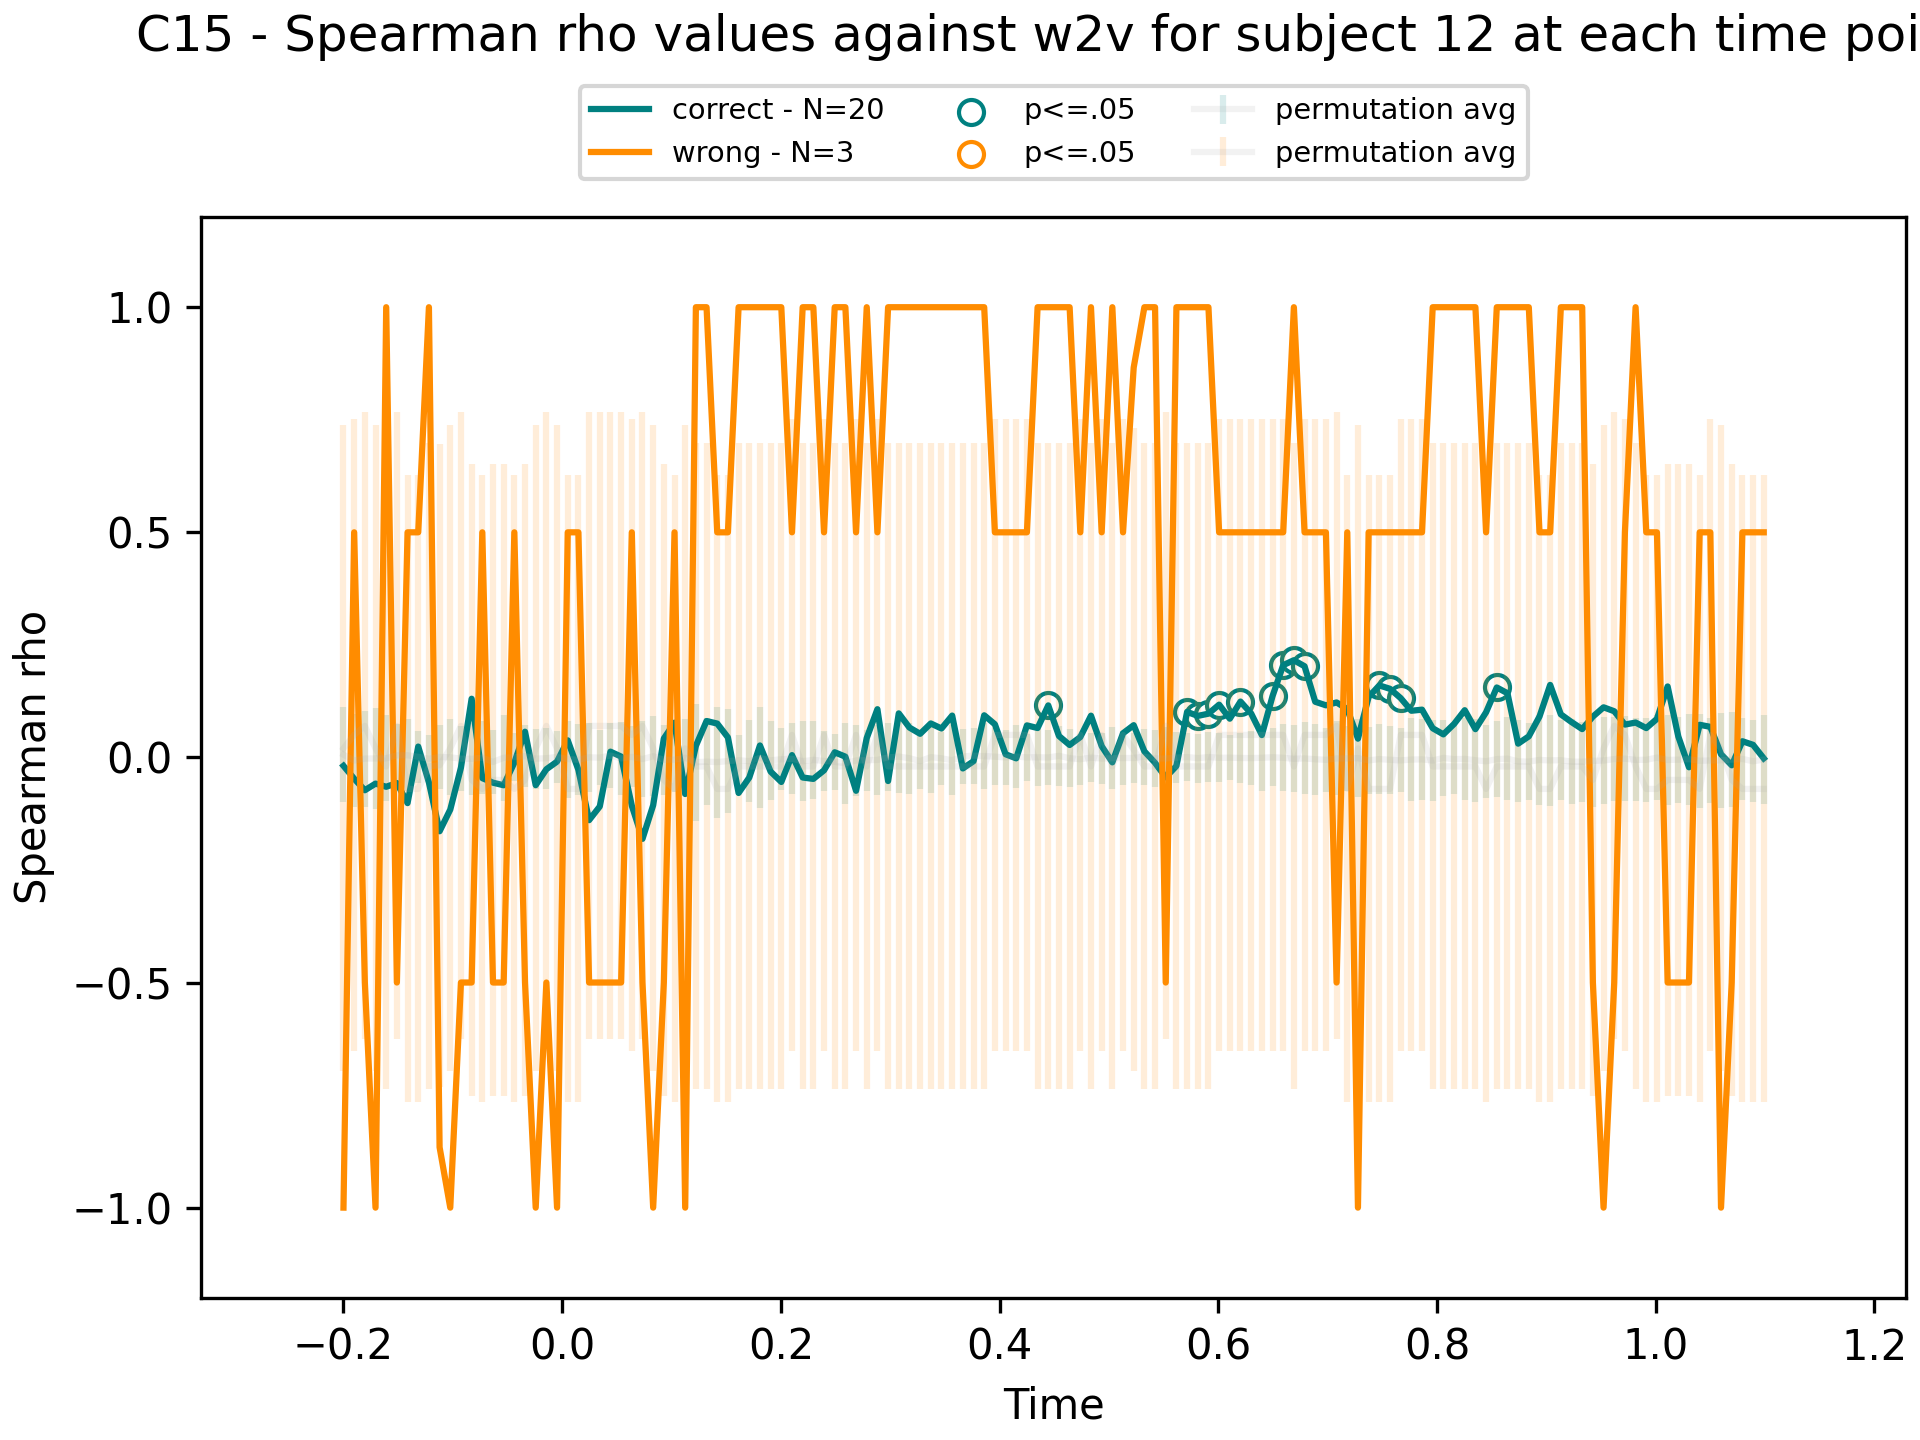 C15 - Spearman rho values against w2v for subject 12 at each time poi
correct - N=20 p<=.05 permutation avg
wrong - N=3 p<=.05 permutation avg
1.0
0.5
0.0
−0.5
−1.0
Spearman rho
−0.2 0.0 0.2 0.4 0.6 0.8 1.0 1.2
Time